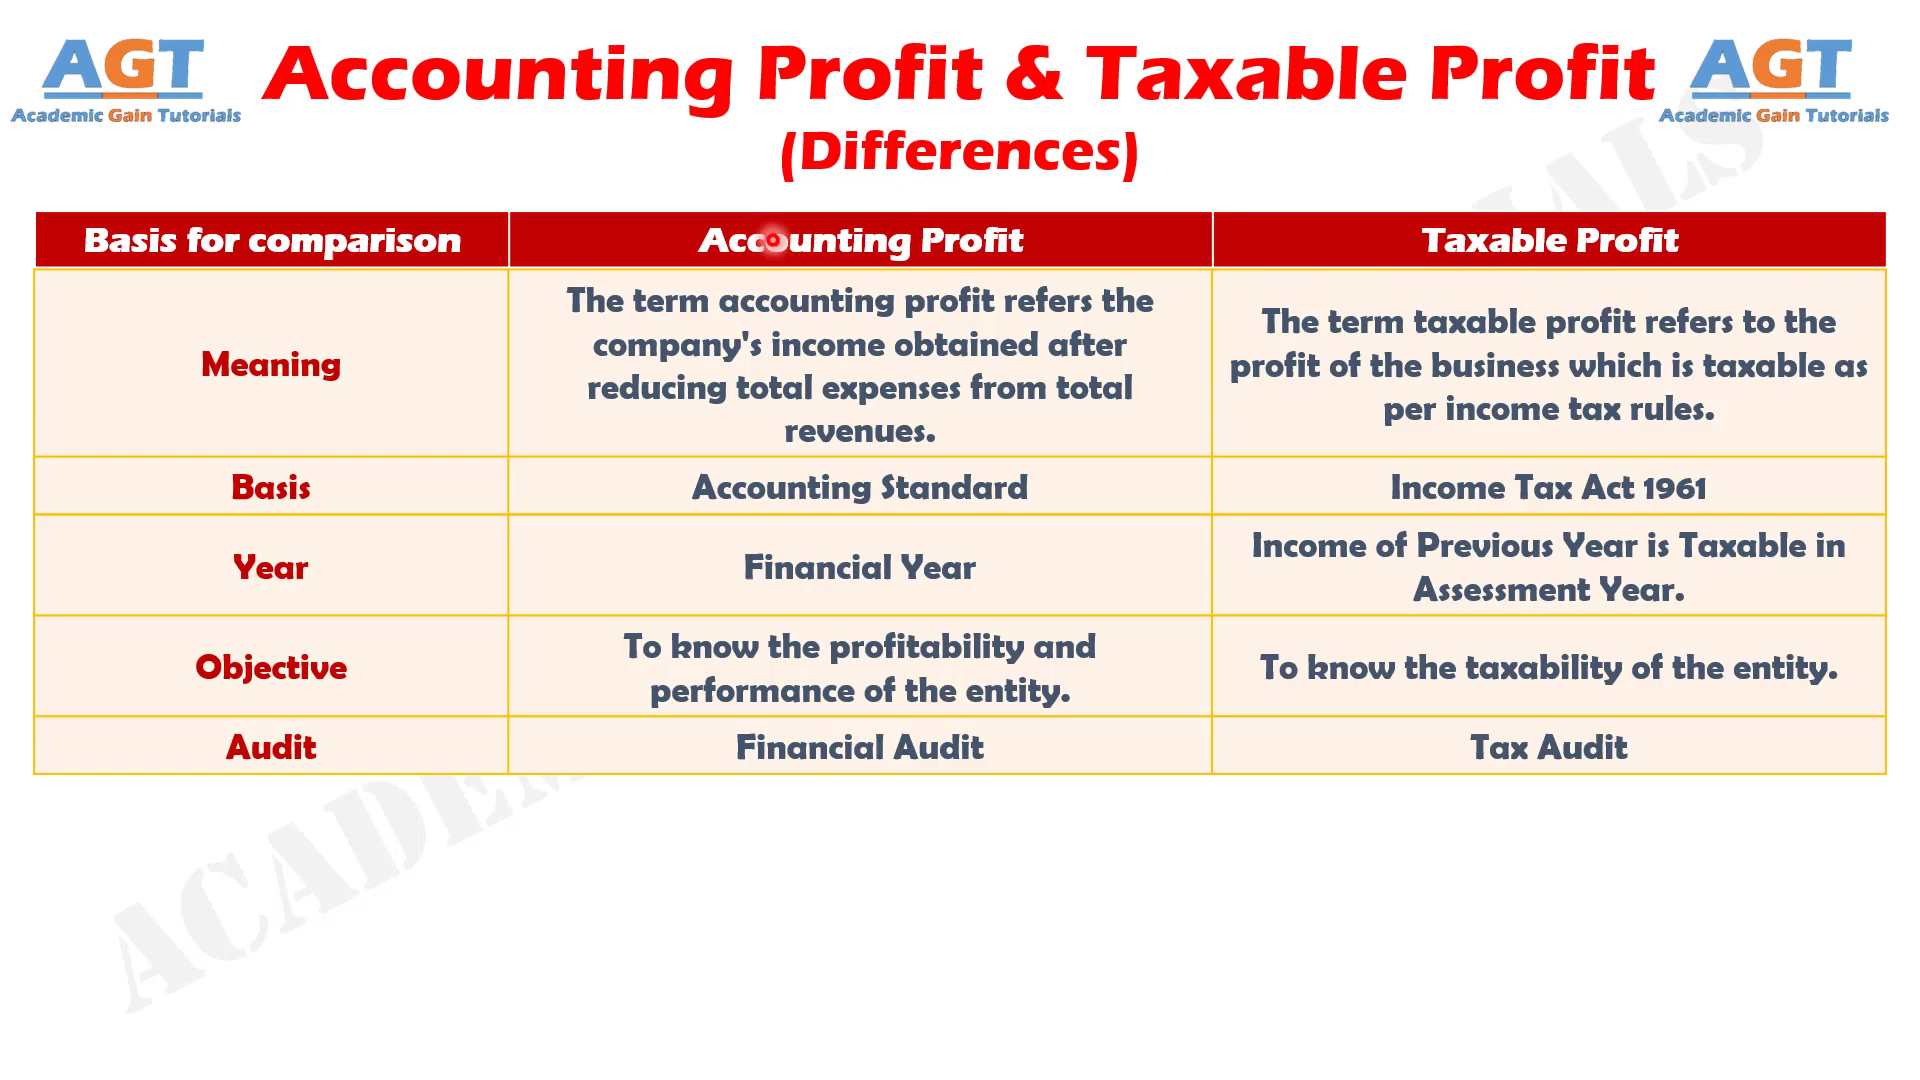 AGT
Academic Gain Tutorials
Accounting Profit & Taxable Profit
(Differences)
AGT
Academic Gain Tutorials
Basis for comparison
Accounting Profit
Taxable Profit
Meaning
The term accounting profit refers the
company's income obtained after
reducing total expenses from total
revenues.
The term taxable profit refers to the
profit of the business which is taxable as
per income tax rules.
Basis
Accounting Standard
Income Tax Act 1961
Year
Financial Year
Income of Previous Year is Taxable in
Assessment Year.
Objective
To know the profitability and
performance of the entity.
To know the taxability of the entity.
Audit
Financial Audit
Tax Audit